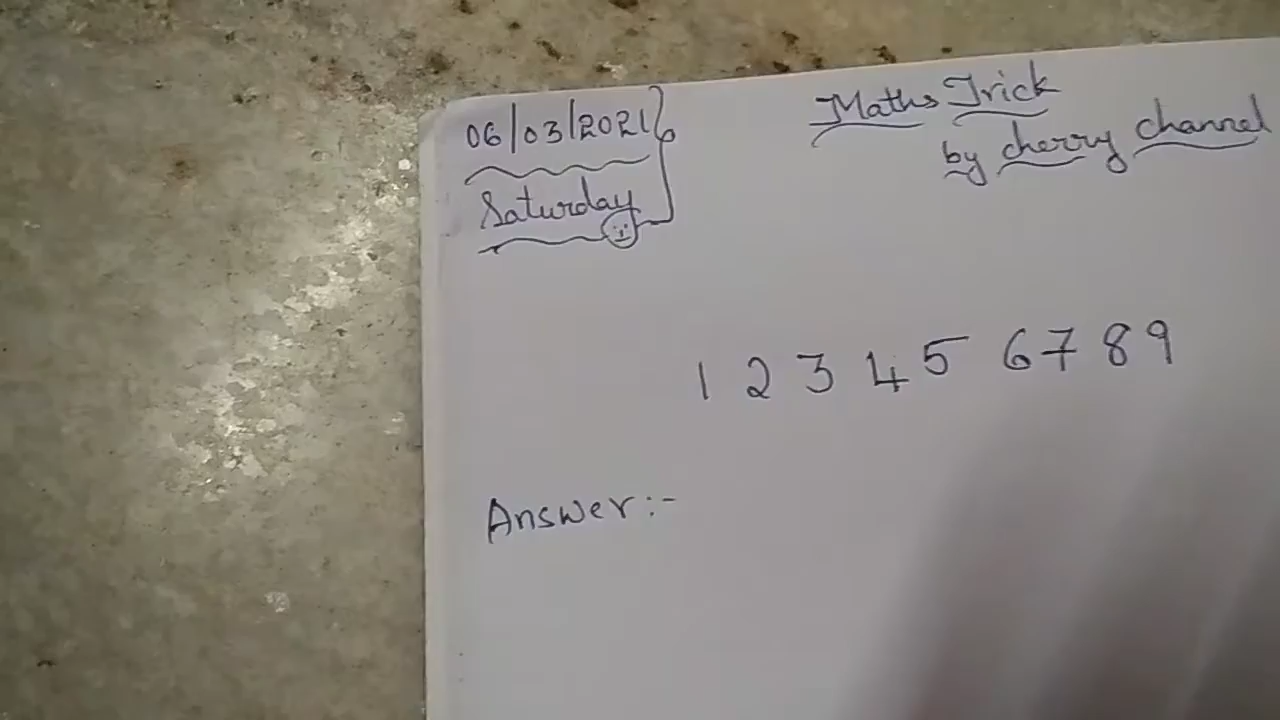 06/03/2021
Saturday
Maths Trick
by cherry channel
1 2 3 4 5 6 7 8 9
Answer:-